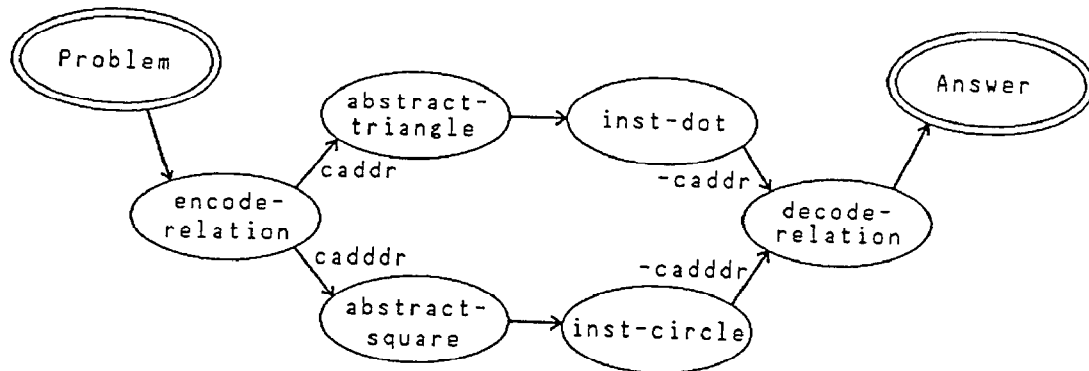 Problem
Answer
abstract-
triangle
inst-dot
caddr
-caddr
encode-
relation
decode-
relation
cadddr
-cadddr
abstract-
square
inst-circle